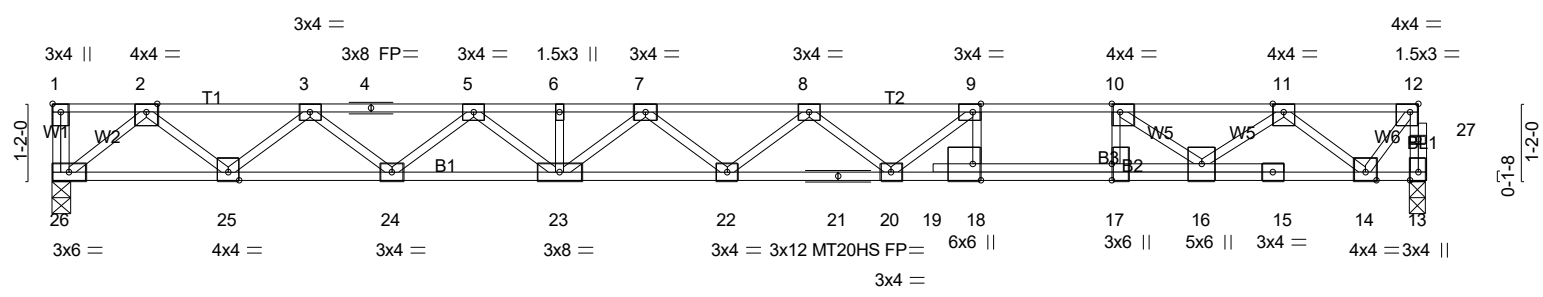 3x4 =
4x4 =
3x4 ||
4x4 =
3x8 FP=
3x4 =
1.5x3 ||
3x4 =
3x4 =
3x4 =
4x4 =
4x4 =
1.5x3 =
1
2
3
4
5
6
7
8
9
10
11
12
T1
T2
1-2-0
W1
W2
B1
B3
B2
W5
W5
W6
BL1
27
1-2-0
0-1-8
26
25
24
23
22
21
20
19
18
17
16
15
14
13
3x6 =
4x4 =
3x4 =
3x8 =
3x4 =
3x12 MT20HS FP=
6x6 ||
3x6 ||
5x6 ||
3x4 =
4x4 =
3x4 ||
3x4 =